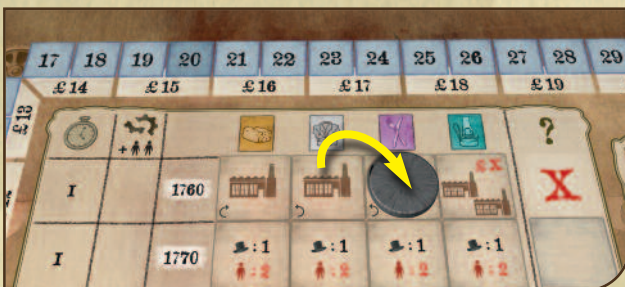 17 18 19 20 21 22 23 24 25 26 27 28 29
£14 £15 £16 £17 £18 £19
£13
?
+
I 1760 £X X
I 1770 :1 :1 :1 :1
:2 :2 :2 :2